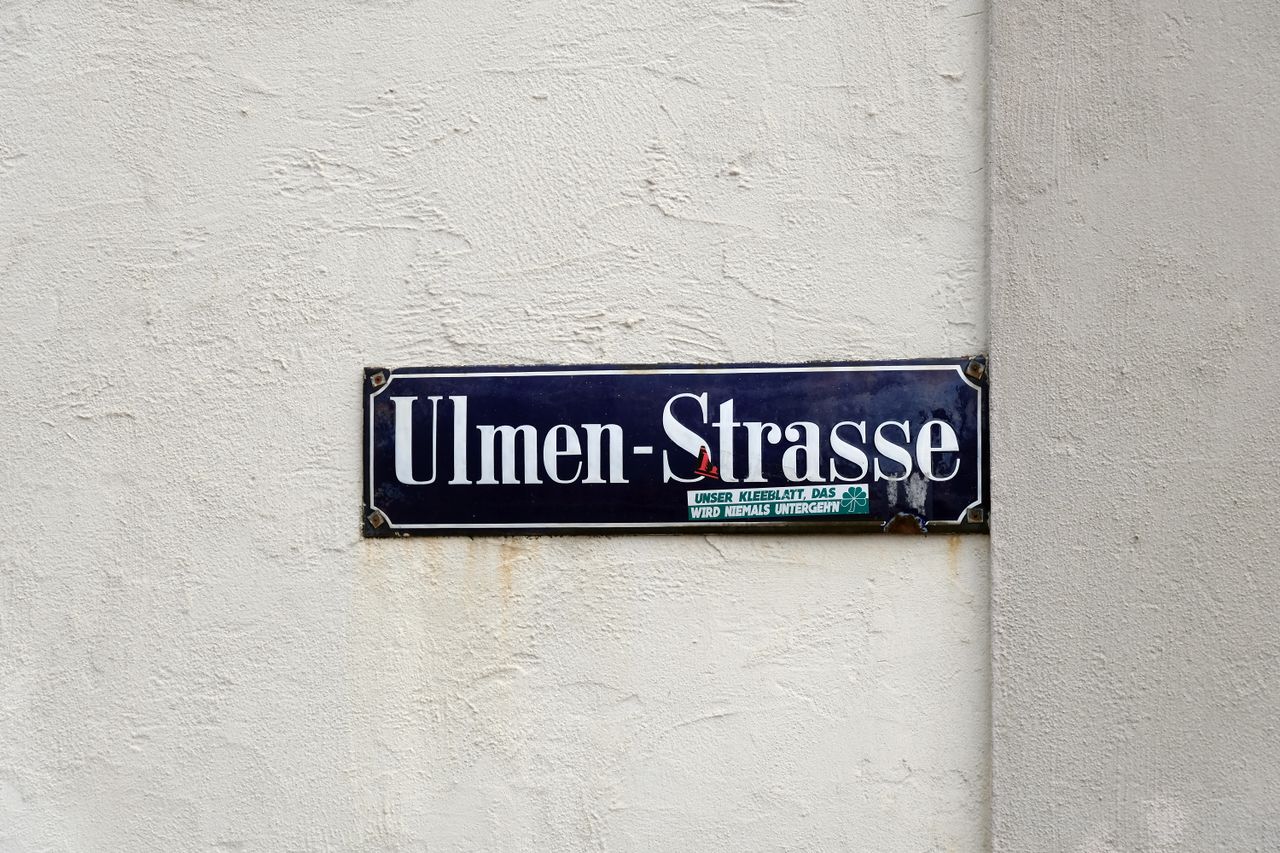 Ulmen-Strasse
UNSER KLEEBLATT, DAS
WIRD NIEMALS UNTERGEH'N